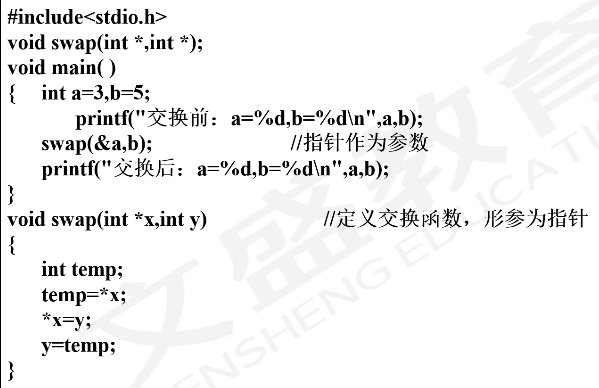 #include<stdio.h>
void swap(int *,int *);
void main( )
{ int a=3,b=5;
printf("交换前：a=%d,b=%d\n",a,b);
swap(&a,b); //指针作为参数
printf("交换后：a=%d,b=%d\n",a,b);
}
void swap(int *x,int y) //定义交换函数，形参为指针
{
int temp;
temp=*x;
*x=y;
y=temp;
}
文盛教育
WENSHENG EDUCATION